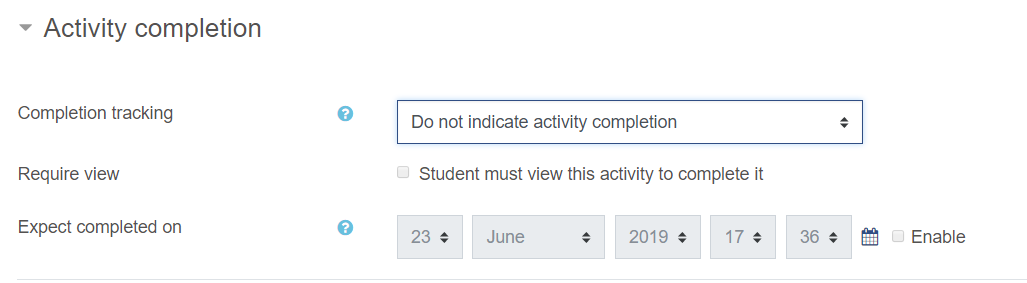 Activity completion
Completion tracking ? Do not indicate activity completion
Require view Student must view this activity to complete it
Expect completed on ? 23 June 2019 17 36 Enable